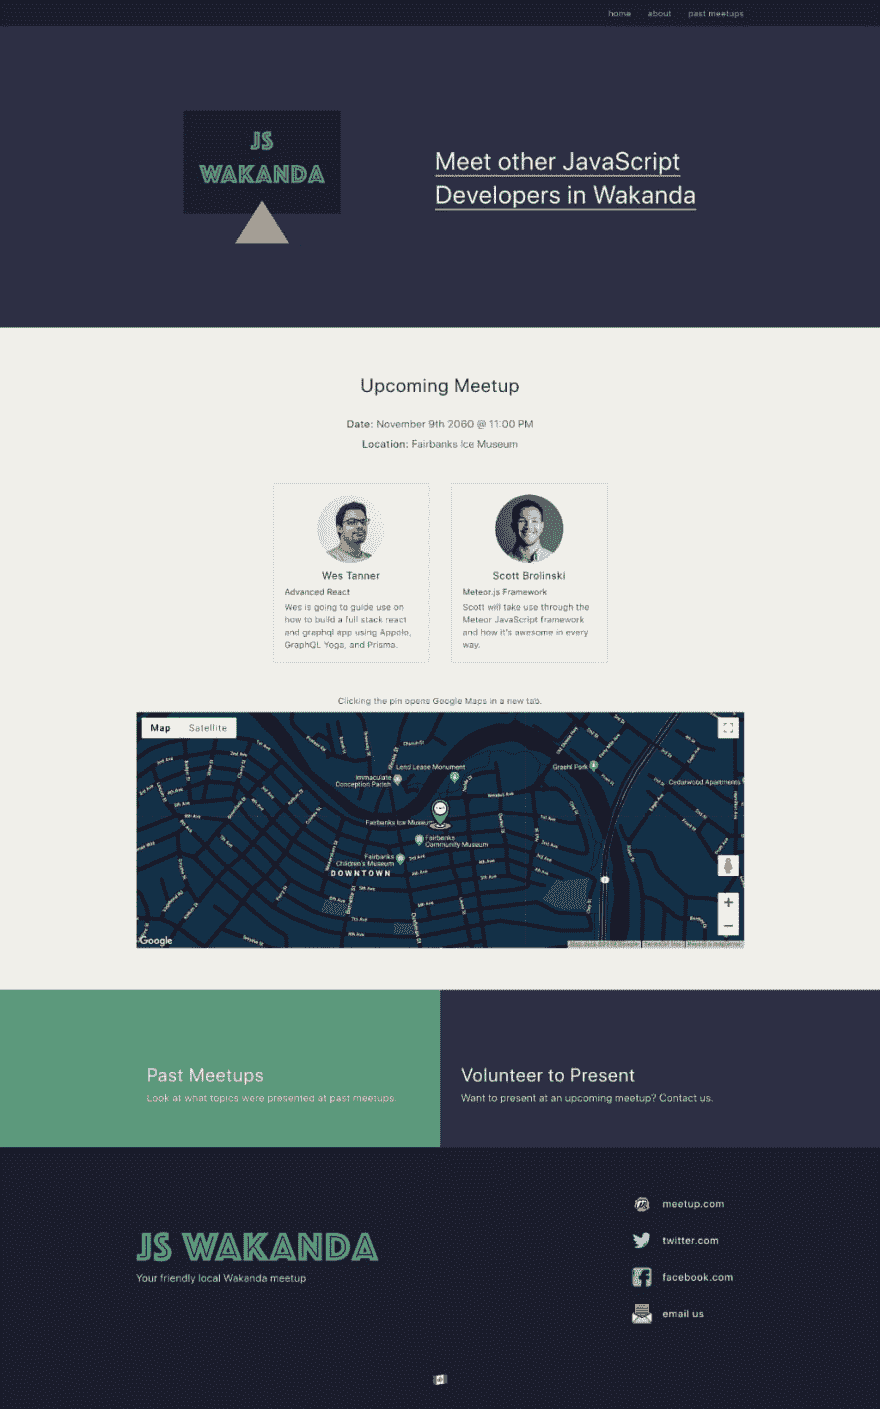 home about past meetups
JS
WAKANDA
Meet other JavaScript
Developers in Wakanda
Upcoming Meetup
Date: November 9th 2060 @ 11:00 PM
Location: Fairbanks Ice Museum
Wes Tanner
Advanced React
Wes is going to guide use on
how to build a full stack react
and graphql app using Appolo,
GraphQL Yoga, and Prisma.
Scott Brolinski
Meteor.js Framework
Scott will take use through the
Meteor JavaScript framework
and how it's awesome in every
way.
Clicking the pin opens Google Maps in a new tab.
Map Satellite
Lend Lease Monument
Graehl Park
Immaculate
Conception Parish
Cedarwood Apartments
Fairbanks Ice Museum
Fairbanks
Community Museum
Fairbanks
Children's Museum
DOWNTOWN
Google
Past Meetups
Look at what topics were presented at past meetups.
Volunteer to Present
Want to present at an upcoming meetup? Contact us.
JS WAKANDA
Your friendly local Wakanda meetup
meetup.com
twitter.com
facebook.com
email us